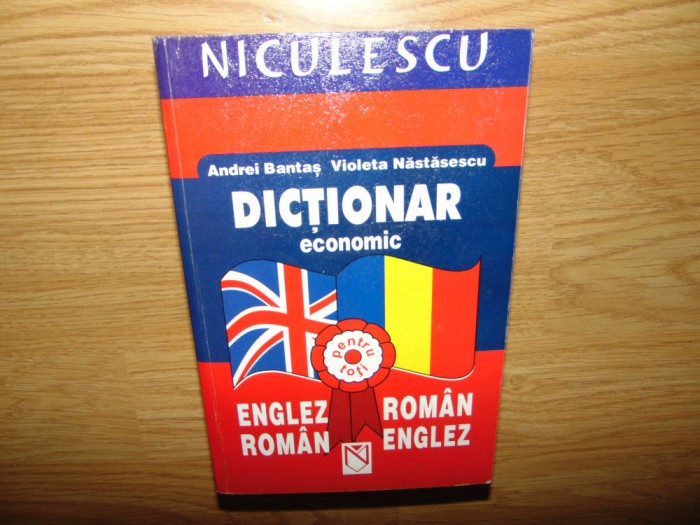 NICULESCU
Andrei Bantaș Violeta Năstăsescu
DICȚIONAR
economic
pentru
toți
ENGLEZ
ROMÂN
ROMÂN
ENGLEZ